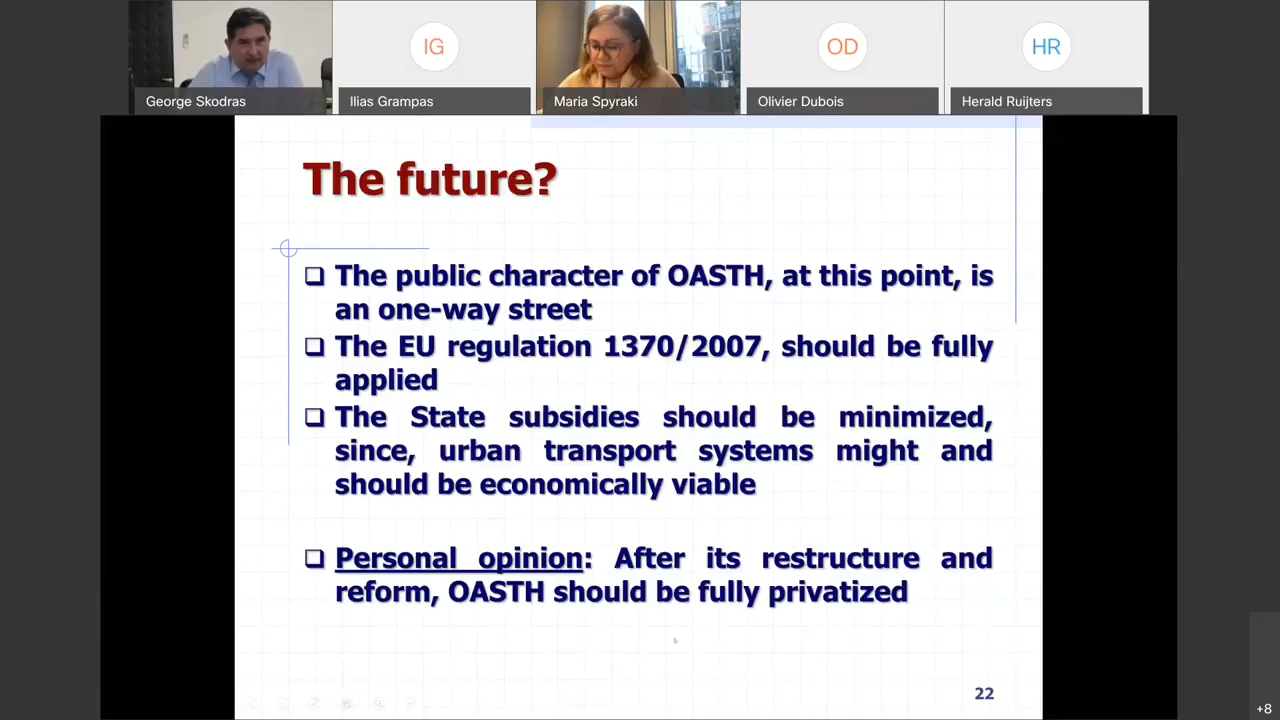 IG
OD
HR
George Skodras
Ilias Grampas
Maria Spyraki
Olivier Dubois
Herald Ruijters
The future?
❑ The public character of OASTH, at this point, is
an one-way street
❑ The EU regulation 1370/2007, should be fully
applied
❑ The State subsidies should be minimized,
since, urban transport systems might and
should be economically viable
❑ Personal opinion: After its restructure and
reform, OASTH should be fully privatized
22
+8